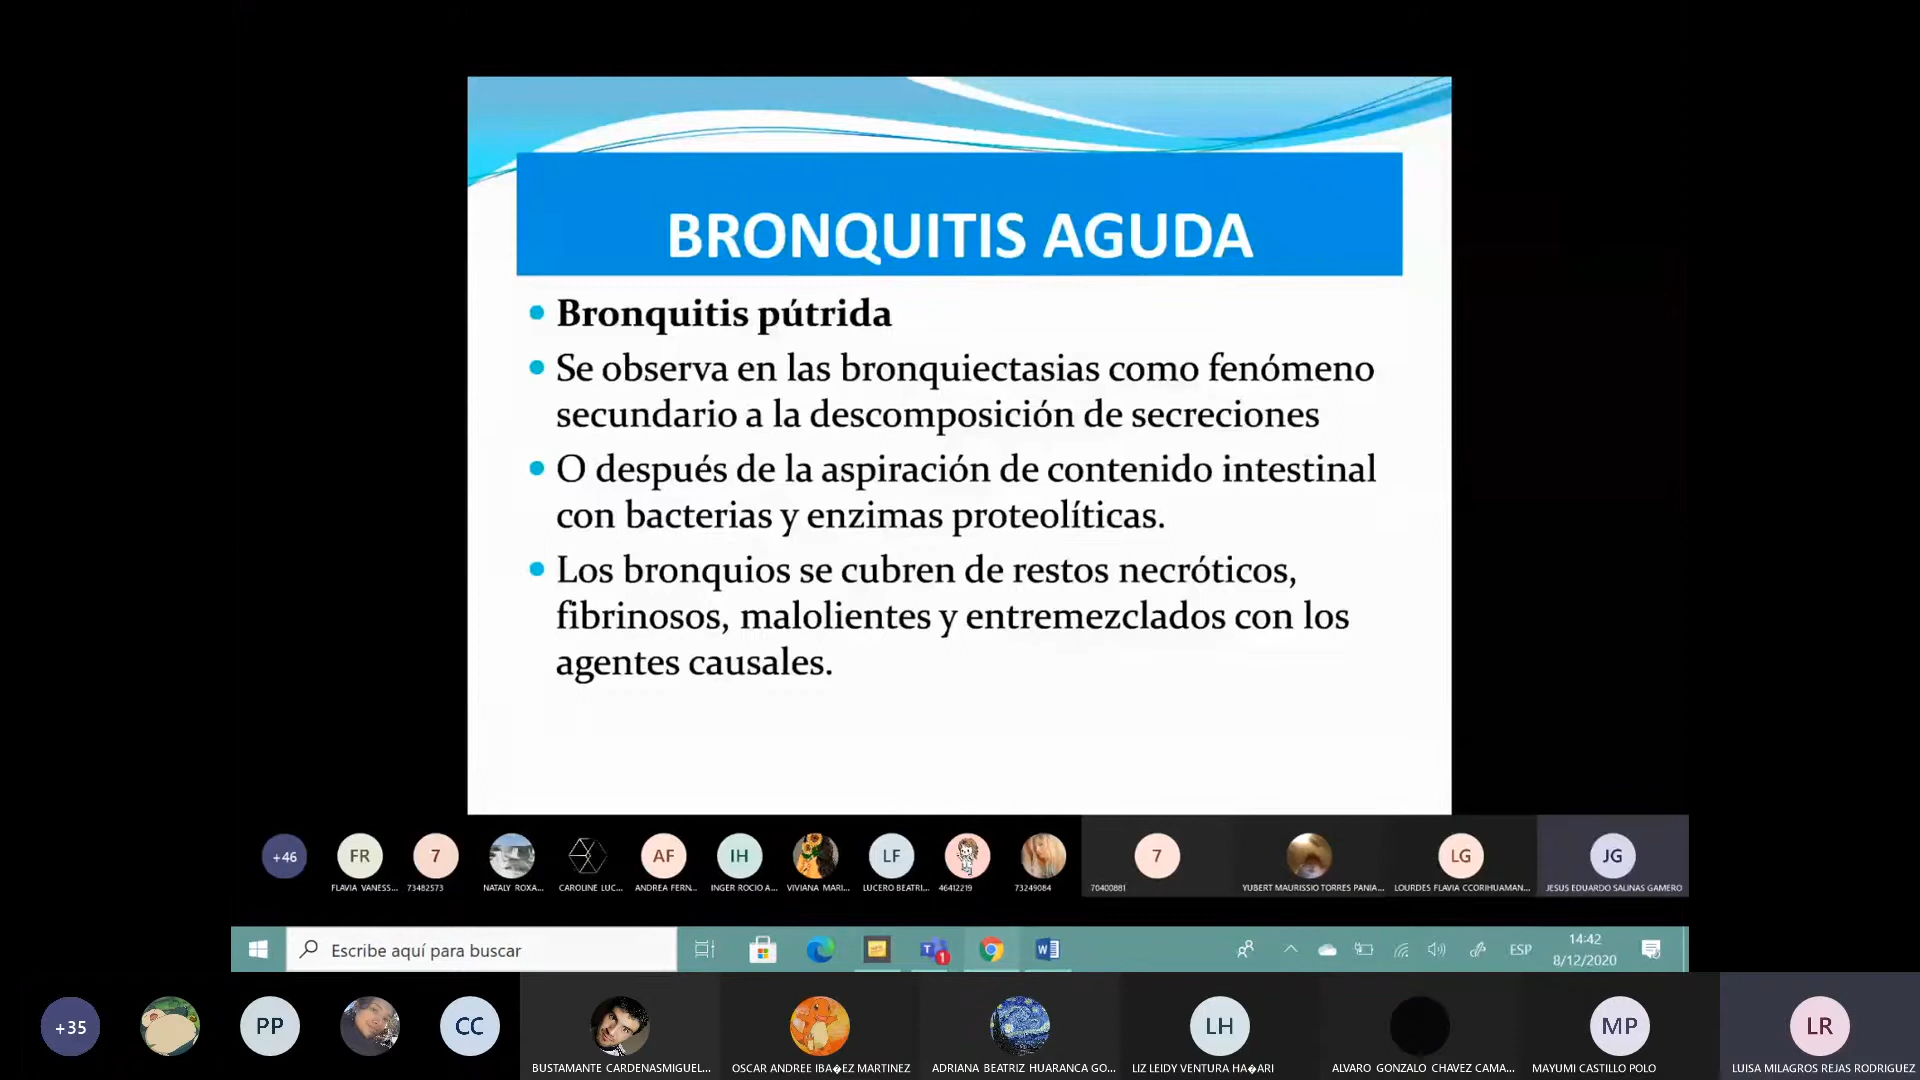 BRONQUITIS AGUDA
Bronquitis pútrida
Se observa en las bronquiectasias como fenómeno
secundario a la descomposición de secreciones
O después de la aspiración de contenido intestinal
con bacterias y enzimas proteolíticas.
Los bronquios se cubren de restos necróticos,
fibrinosos, malolientes y entremezclados con los
agentes causales.
+46
FR
7
AF
IH
LF
7
LG
JG
FLAVIA VANESS...
73482573
NATALY ROXA...
CAROLINE LUC...
ANDREA FERN...
INGER ROCIO A...
VIVIANA MARI...
LUCERO BEATRI...
46412219
73249084
70400881
YUBERT MAURISSIO TORRES PANIA...
LOURDES FLAVIA CCORIHUAMAN...
JESUS EDUARDO SALINAS GAMERO
Escribe aquí para buscar
1
ESP
14:42
8/12/2020
+35
PP
CC
LH
MP
LR
BUSTAMANTE CARDENASMIGUEL...
OSCAR ANDREE IBA�EZ MARTINEZ
ADRIANA BEATRIZ HUARANCA GO...
LIZ LEIDY VENTURA HA�ARI
ALVARO GONZALO CHAVEZ CAMA...
MAYUMI CASTILLO POLO
LUISA MILAGROS REJAS RODRIGUEZ